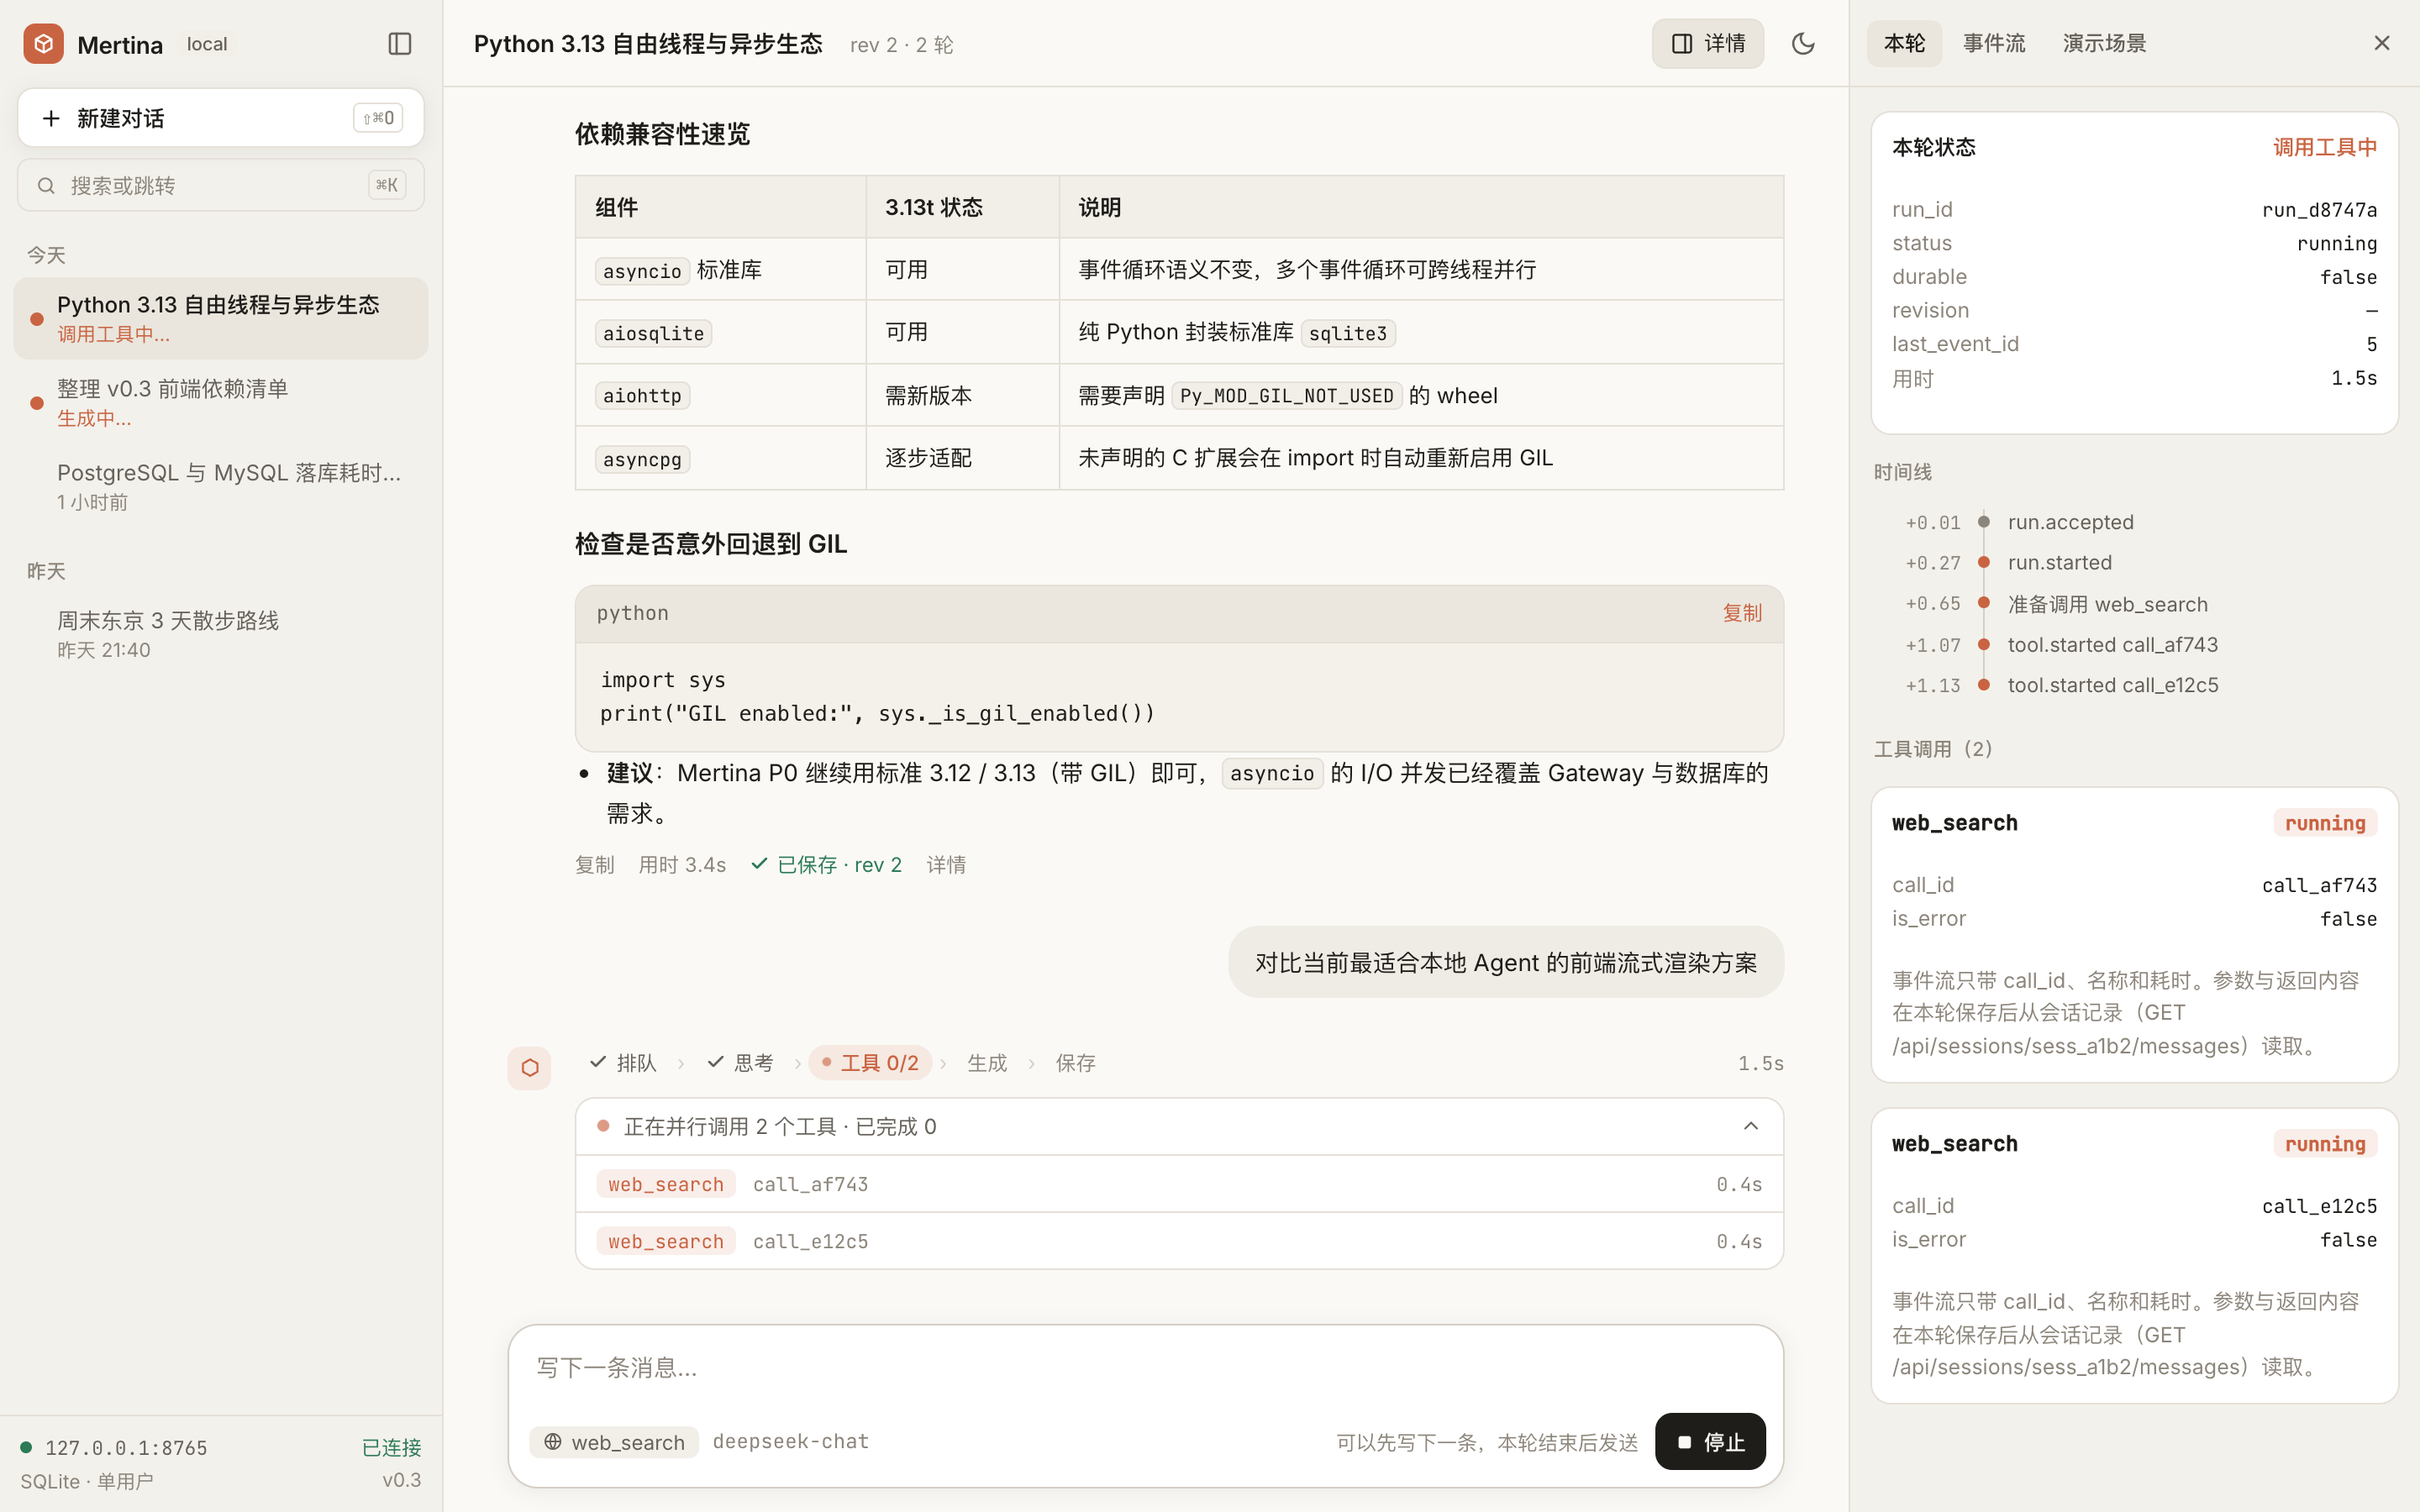 Mertina local
新建对话 ⇧⌘O
搜索或跳转 ⌘K
今天
Python 3.13 自由线程与异步生态
调用工具中...
整理 v0.3 前端依赖清单
生成中...
PostgreSQL 与 MySQL 落库耗时...
1 小时前
昨天
周末东京 3 天散步路线
昨天 21:40
127.0.0.1:8765 已连接
SQLite · 单用户 v0.3
Python 3.13 自由线程与异步生态 rev 2 · 2 轮 详情
依赖兼容性速览
组件 3.13t 状态 说明
asyncio 标准库 可用 事件循环语义不变，多个事件循环可跨线程并行
aiosqlite 可用 纯 Python 封装标准库 sqlite3
aiohttp 需新版本 需要声明 Py_MOD_GIL_NOT_USED 的 wheel
asyncpg 逐步适配 未声明的 C 扩展会在 import 时自动重新启用 GIL
检查是否意外回退到 GIL
python 复制
import sys
print("GIL enabled:", sys._is_gil_enabled())
建议：Mertina P0 继续用标准 3.12 / 3.13（带 GIL）即可，asyncio 的 I/O 并发已经覆盖 Gateway 与数据库的
需求。
复制 用时 3.4s 已保存 · rev 2 详情
对比当前最适合本地 Agent 的前端流式渲染方案
排队 › 思考 › 工具 0/2 › 生成 › 保存 1.5s
正在并行调用 2 个工具 · 已完成 0
web_search call_af743 0.4s
web_search call_e12c5 0.4s
写下一条消息...
web_search deepseek-chat 可以先写下一条，本轮结束后发送 停止
本轮 事件流 演示场景
本轮状态 调用工具中
run_id run_d8747a
status running
durable false
revision —
last_event_id 5
用时 1.5s
时间线
+0.01 run.accepted
+0.27 run.started
+0.65 准备调用 web_search
+1.07 tool.started call_af743
+1.13 tool.started call_e12c5
工具调用（2）
web_search running
call_id call_af743
is_error false
事件流只带 call_id、名称和耗时。参数与返回内容
在本轮保存后从会话记录（GET
/api/sessions/sess_a1b2/messages）读取。
web_search running
call_id call_e12c5
is_error false
事件流只带 call_id、名称和耗时。参数与返回内容
在本轮保存后从会话记录（GET
/api/sessions/sess_a1b2/messages）读取。